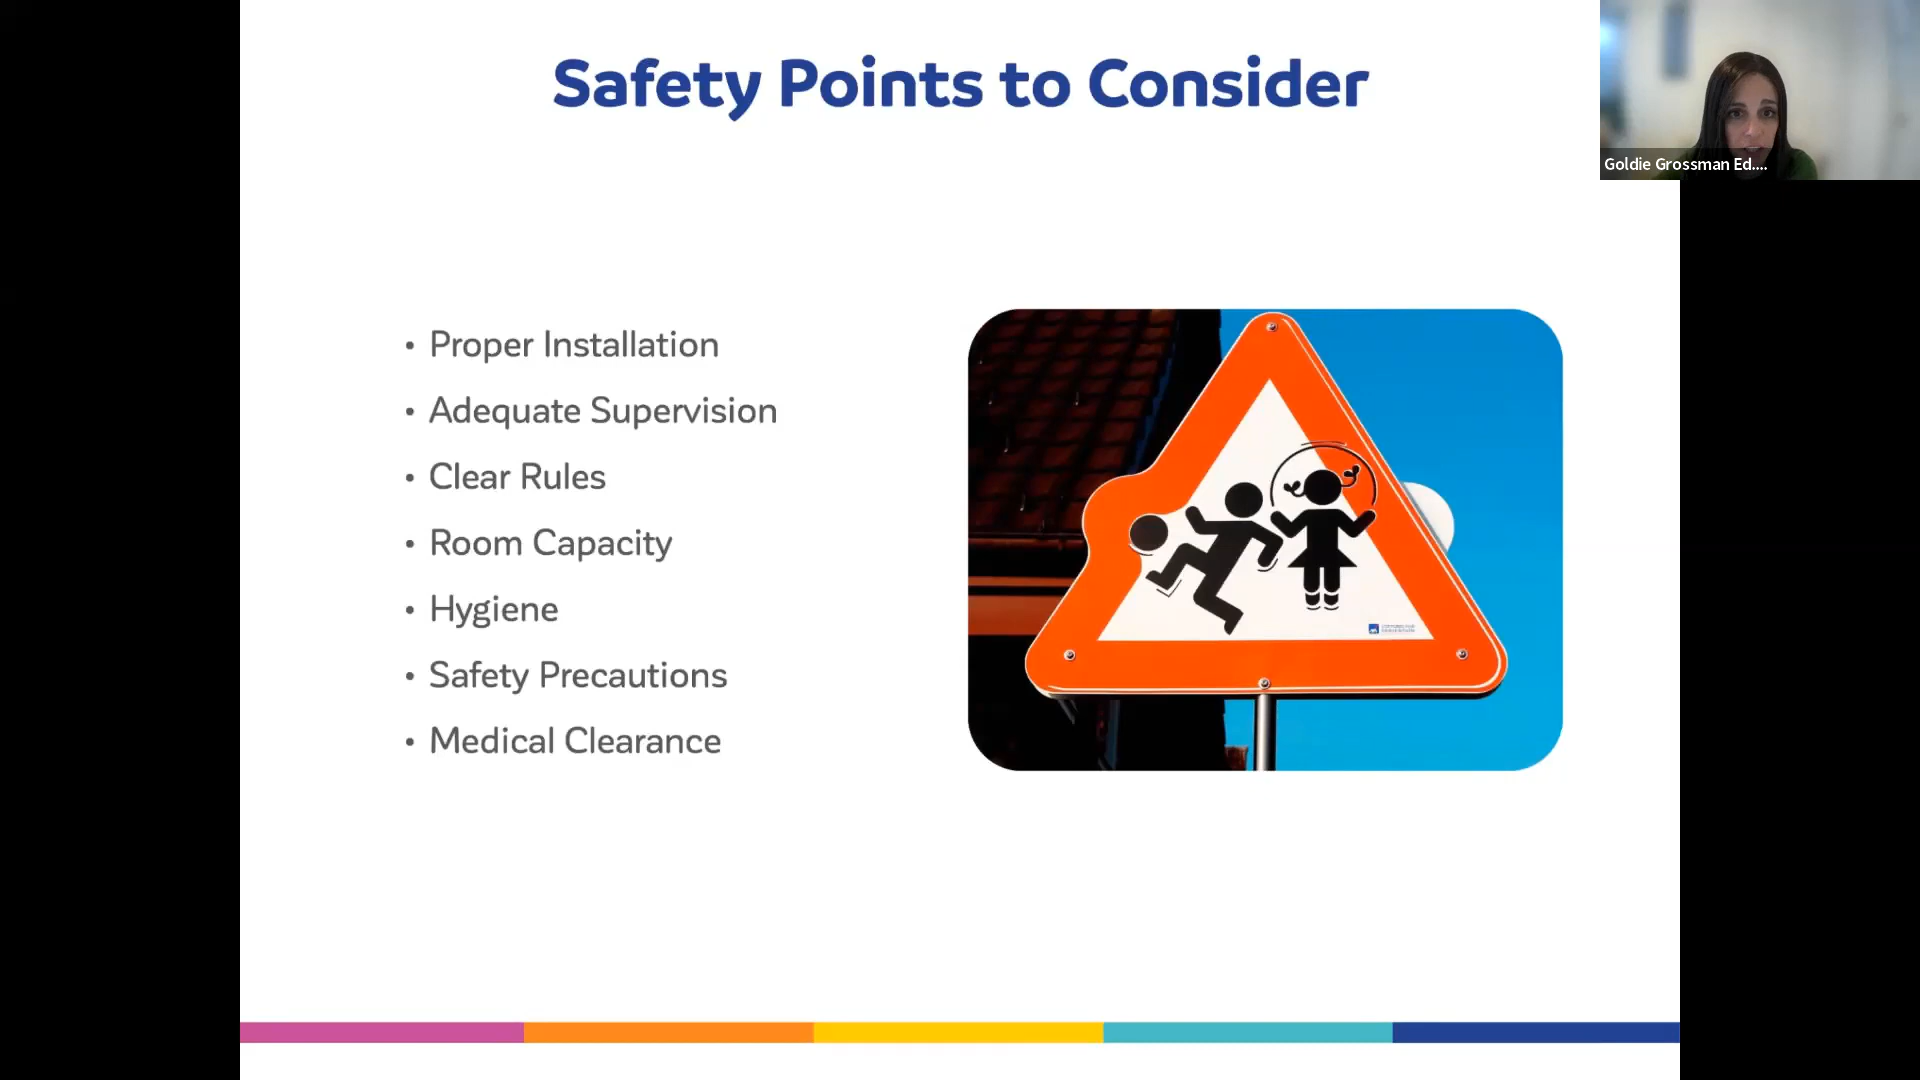 Safety Points to Consider
Goldie Grossman Ed....
• Proper Installation
• Adequate Supervision
• Clear Rules
• Room Capacity
• Hygiene
• Safety Precautions
• Medical Clearance